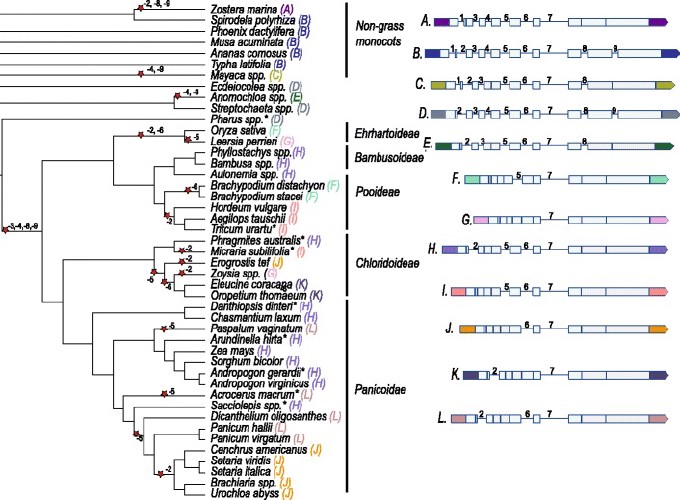 -2, -8, -9
Zostera marina (A)
Spirodela polyrhiza (B)
Phoenix dactylifera (B)
Musa acuminata (B)
Ananas comosus (B)
Typha latifolia (B)
-4, -9
Mayaca spp. (C)
Ecdeiocolea spp. (D)
-4, -9
Anomochloa spp. (E)
Streptochaeta spp. (D)
Pharus spp.* (D)
-2, -6
Oryza sativa (F)
-5
Leersia perrieri (G)
Phyllostachys spp.(H)
Bambusa spp. (H)
Aulonemia spp. (H)
-4
Brachypodium distachyon (F)
Brachypodium stacei (F)
Hordeum vulgare (I)
-2
Aegilops tauschii (I)
Triticum urartu* (I)
-3,-4,-8,-9
Phragmites australis* (H)
-2
Micraria subilifolia* (I)
-2
Erogrostis tef (J)
-2
Zoysia spp. (G)
-5
Eleucine coracana (K)
-6
Oropetium thomaeum (K)
Danthiopsis dinteri* (H)
Chasmantium laxum (H)
-5
Paspalum vaginatum (L)
Arundinella hirta* (H)
Zea mays (H)
Sorghum bicolor (H)
Andropogon gerardii* (H)
Andropogon virginicus (H)
-5
Acrocerus macrum* (L)
Sacciolepis spp.* (H)
Dicanthelium oligosanthes (L)
Panicum hallii (L)
-5
Panicum virgatum (L)
Cenchrus americanus (J)
Setaria viridis (J)
-2
Setaria italica (J)
Brachiaria spp. (J)
Urochloa abyss (J)
Non-grass
monocots
Ehrhartoideae
Bambusoideae
Pooideae
Chloridoideae
Panicoidae
A. 1 2 3 4 5 6 7
B. 1 2 3 4 5 6 7 8 9
C. 1 2 3 5 6 7 8
D. 2 3 4 5 6 7 8 9
E. 2 3 5 6 7 8
F. 5 7
G. 7
H. 2 5 6 7
I. 5 6 7
J. 6 7
K. 2 7
L. 2 6 7